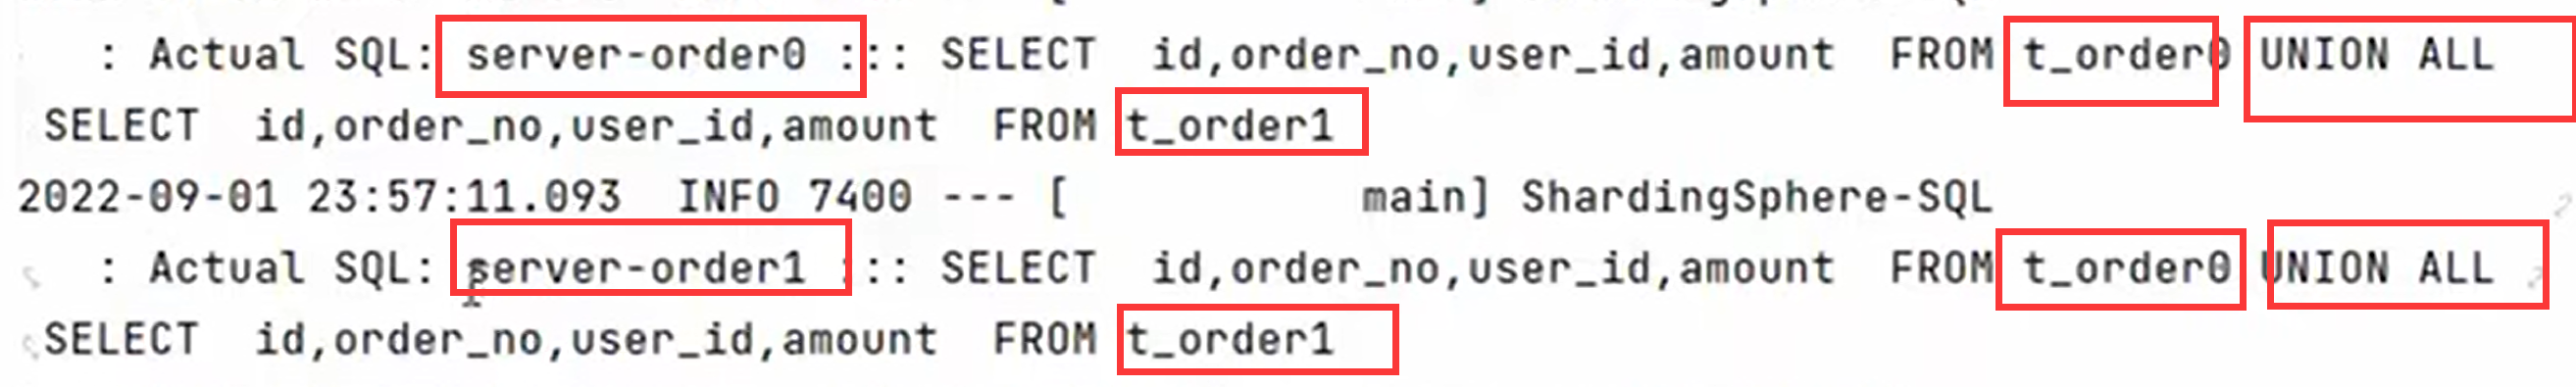 : Actual SQL: server-order0 ::: SELECT  id,order_no,user_id,amount  FROM t_order0 UNION ALL
SELECT  id,order_no,user_id,amount  FROM t_order1
2022-09-01 23:57:11.093  INFO 7400 --- [           main] ShardingSphere-SQL
: Actual SQL: server-order1 ::: SELECT  id,order_no,user_id,amount  FROM t_order0 UNION ALL
SELECT  id,order_no,user_id,amount  FROM t_order1